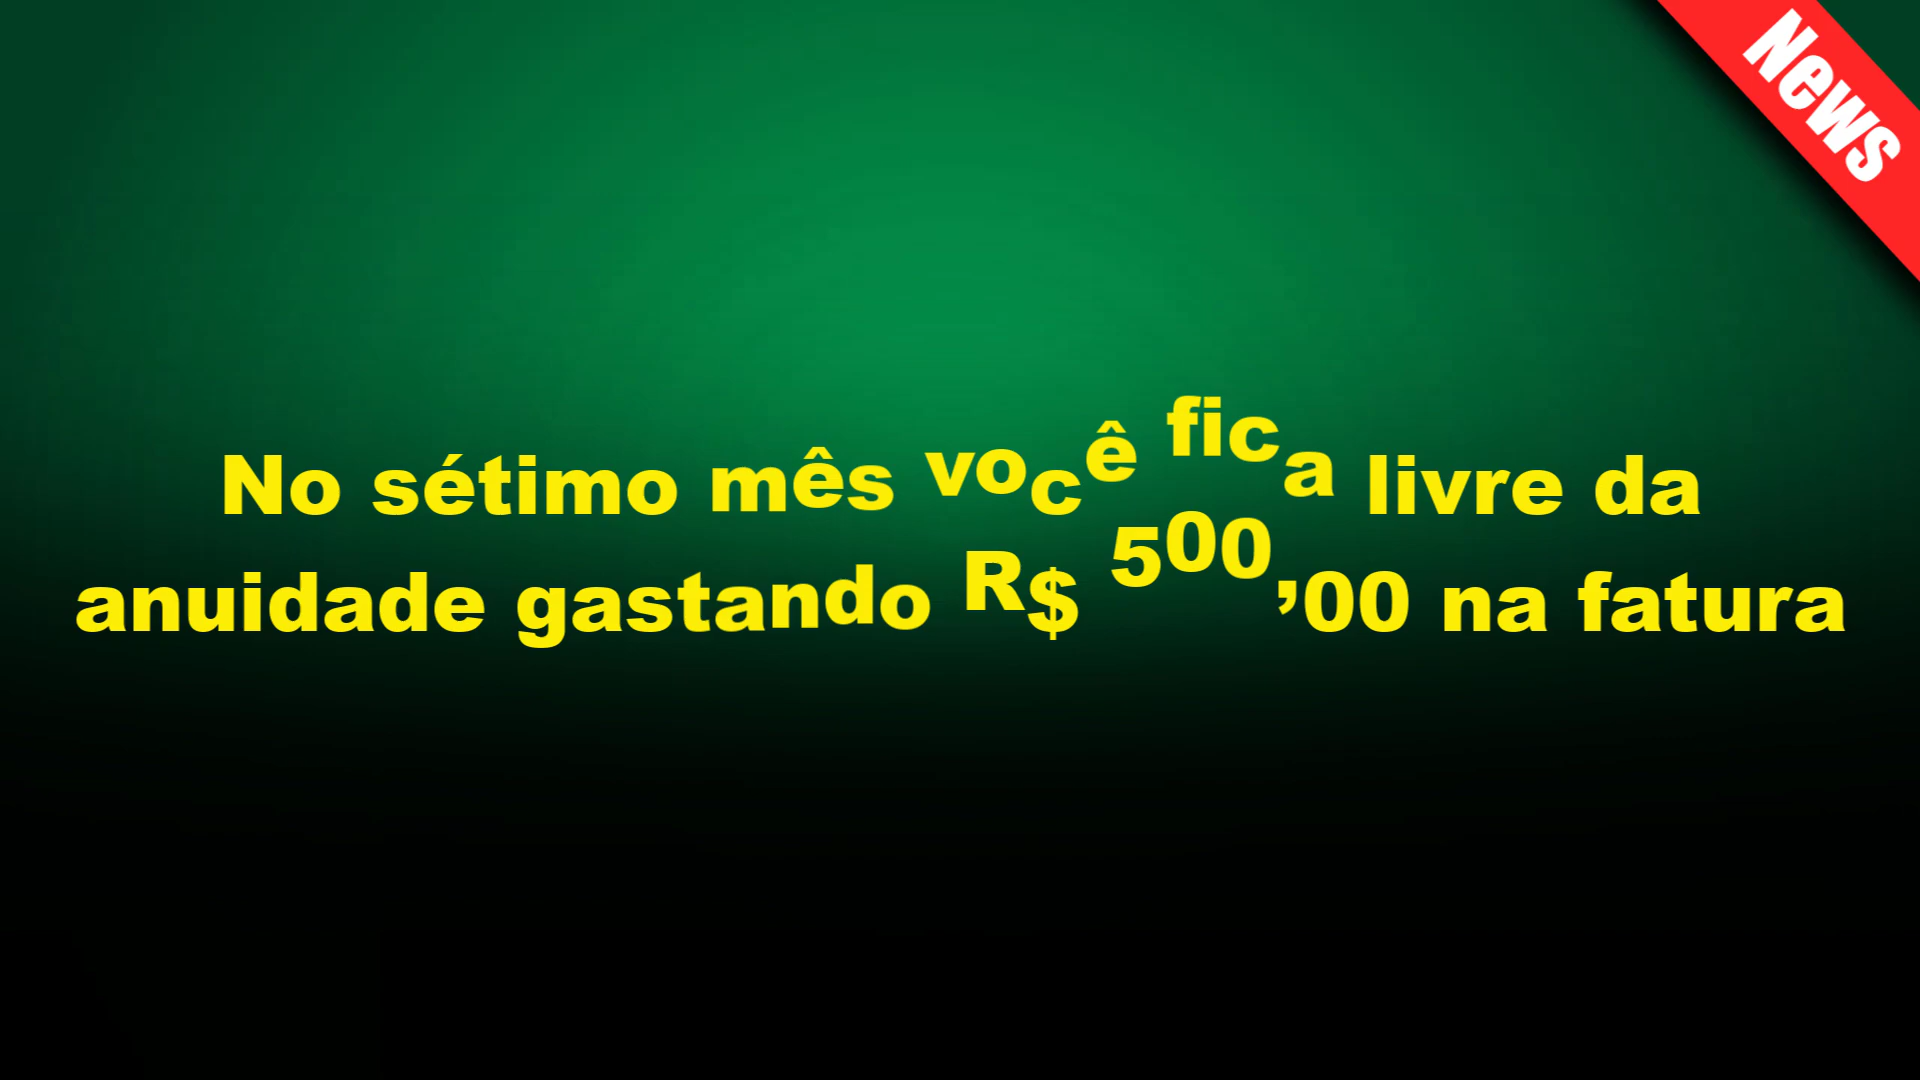 News
No sétimo mês você fica livre da
anuidade gastando R$ 500,00 na fatura